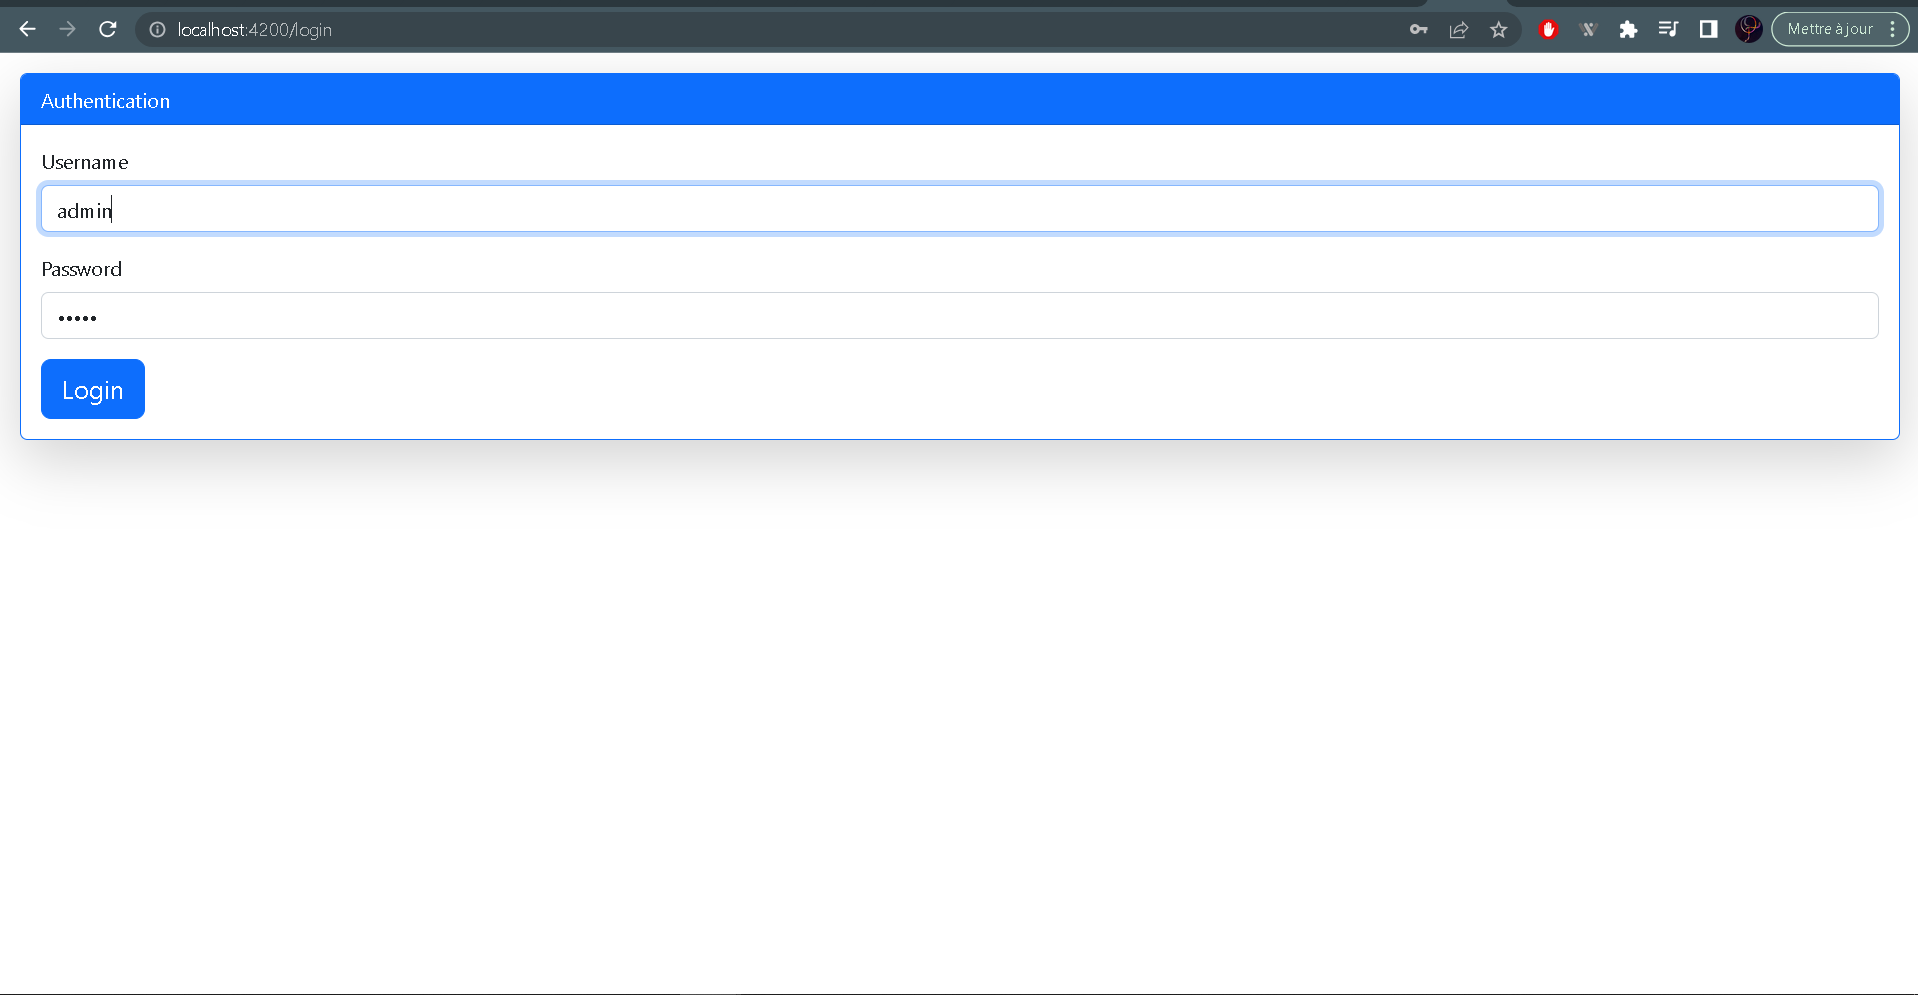 localhost:4200/login
Mettre à jour
Authentication
Username
admin
Password
•••••
Login